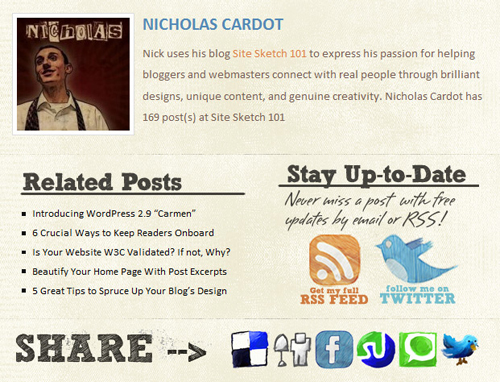 NICHOLAS
NICHOLAS CARDOT
Nick uses his blog Site Sketch 101 to express his passion for helping
bloggers and webmasters connect with real people through brilliant
designs, unique content, and genuine creativity. Nicholas Cardot has
169 post(s) at Site Sketch 101
Related Posts
Introducing WordPress 2.9 “Carmen”
6 Crucial Ways to Keep Readers Onboard
Is Your Website W3C Validated? If not, Why?
Beautify Your Home Page With Post Excerpts
5 Great Tips to Spruce Up Your Blog’s Design
Stay Up-to-Date
Never miss a post with free
updates by email or RSS!
Get my full
RSS FEED
follow me on
TWITTER
SHARE -->